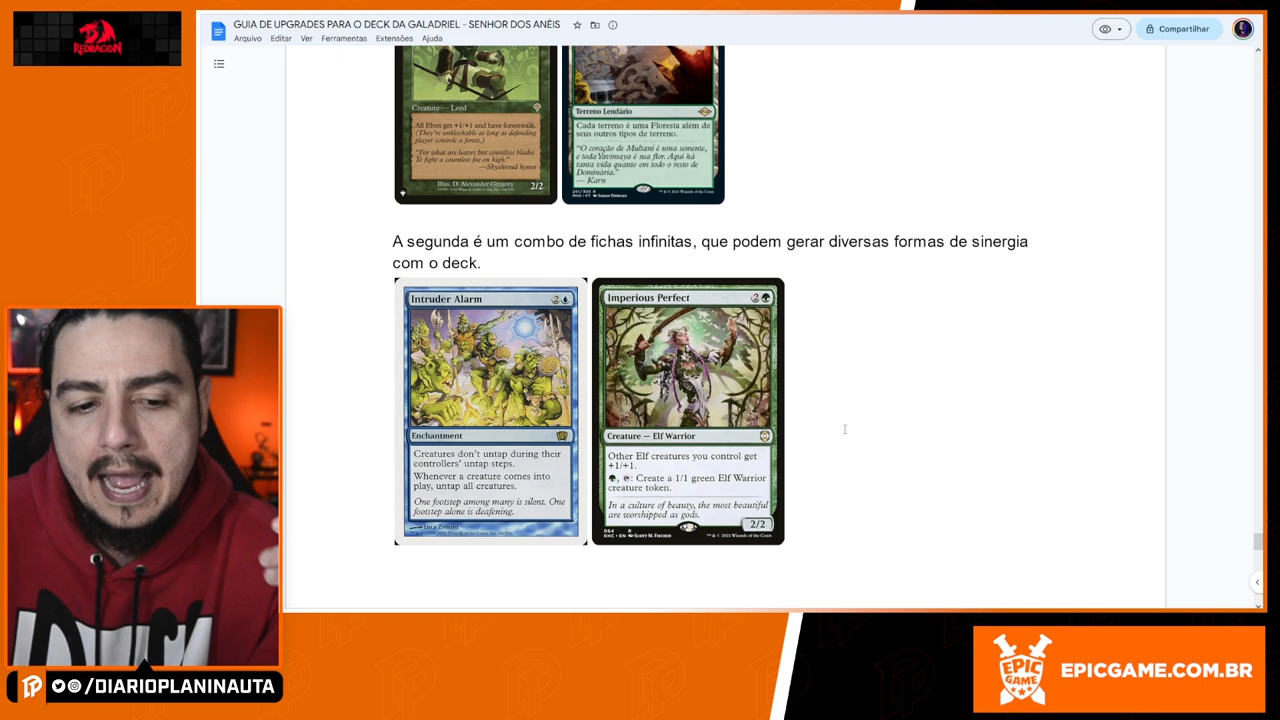 REDRAGON
GUIA DE UPGRADES PARA O DECK DA GALADRIEL - SENHOR DOS ANÉIS
Arquivo Editar Ver Ferramentas Extensões Ajuda
Compartilhar
Creature — Lord
All Elves get +1/+1 and have forestwalk.
(They're unblockable as long as defending
player controls a forest.)
"For what are leaves but countless blades
To fight a countless foe on high."
—Skyshroud hymn
Illus. D. Alexander Gregory
2/2
Terreno Lendário
Cada terreno é uma Floresta além de
seus outros tipos de terreno.
"O coração de Multani é uma semente,
e toda Yavimaya é sua flor. Aqui há
tanta vida quanto em todo o resto de
Dominária."
— Karn
A segunda é um combo de fichas infinitas, que podem gerar diversas formas de sinergia
com o deck.
Intruder Alarm 2
Enchantment
Creatures don't untap during their
controllers' untap steps.
Whenever a creature comes into
play, untap all creatures.
One footstep among many is silent. One
footstep alone is deafening.
Imperious Perfect 2
Creature — Elf Warrior
Other Elf creatures you control get
+1/+1.
, : Create a 1/1 green Elf Warrior
creature token.
In a culture of beauty, the most beautiful
are worshipped as gods.
2/2
/DIARIOPLANINAUTA
EPIC
GAME
EPICGAME.COM.BR